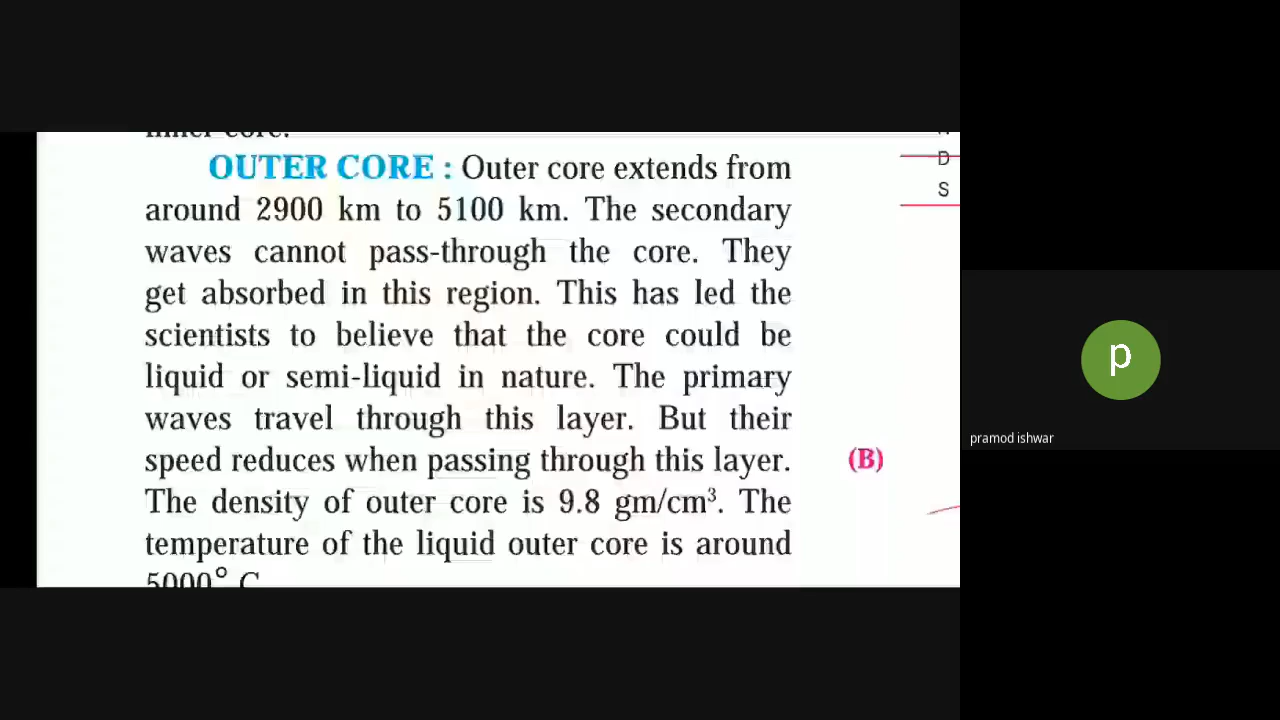 inner core.
OUTER CORE : Outer core extends from
around 2900 km to 5100 km. The secondary
waves cannot pass-through the core. They
get absorbed in this region. This has led the
scientists to believe that the core could be
liquid or semi-liquid in nature. The primary
waves travel through this layer. But their
speed reduces when passing through this layer.
The density of outer core is 9.8 gm/cm³. The
temperature of the liquid outer core is around
5000° C
D
S
(B)
p
pramod ishwar